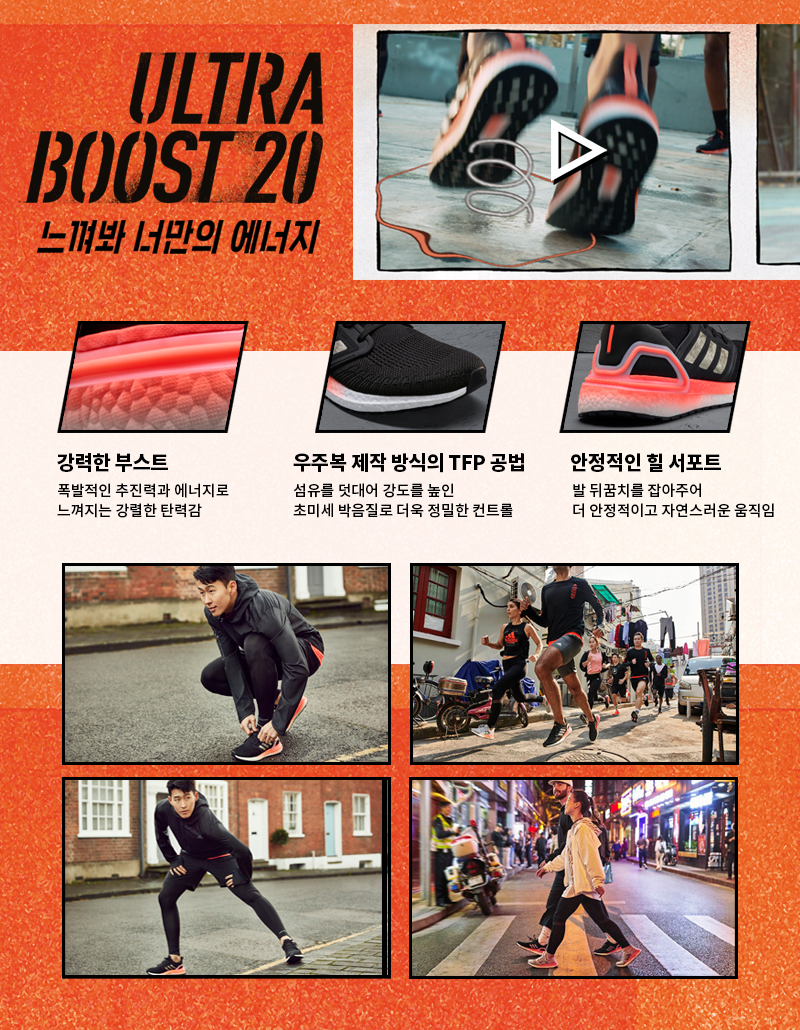 ULTRA
BOOST 20
느껴봐 너만의 에너지
강력한 부스트
폭발적인 추진력과 에너지로
느껴지는 강렬한 탄력감
우주복 제작 방식의 TFP 공법
섬유를 덧대어 강도를 높인
초미세 박음질로 더욱 정밀한 컨트롤
안정적인 힐 서포트
발 뒤꿈치를 잡아주어
더 안정적이고 자연스러운 움직임